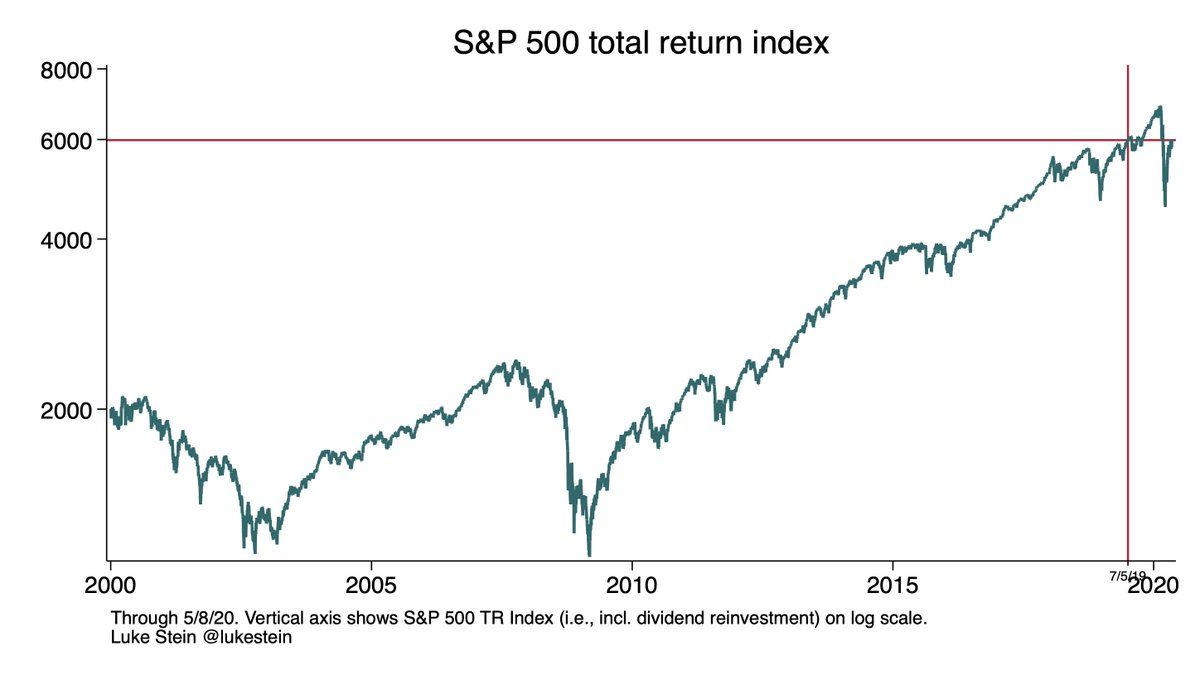 S&P 500 total return index
8000
6000
4000
2000
7/5/19
2000 2005 2010 2015 2020
Through 5/8/20. Vertical axis shows S&P 500 TR Index (i.e., incl. dividend reinvestment) on log scale.
Luke Stein @lukestein